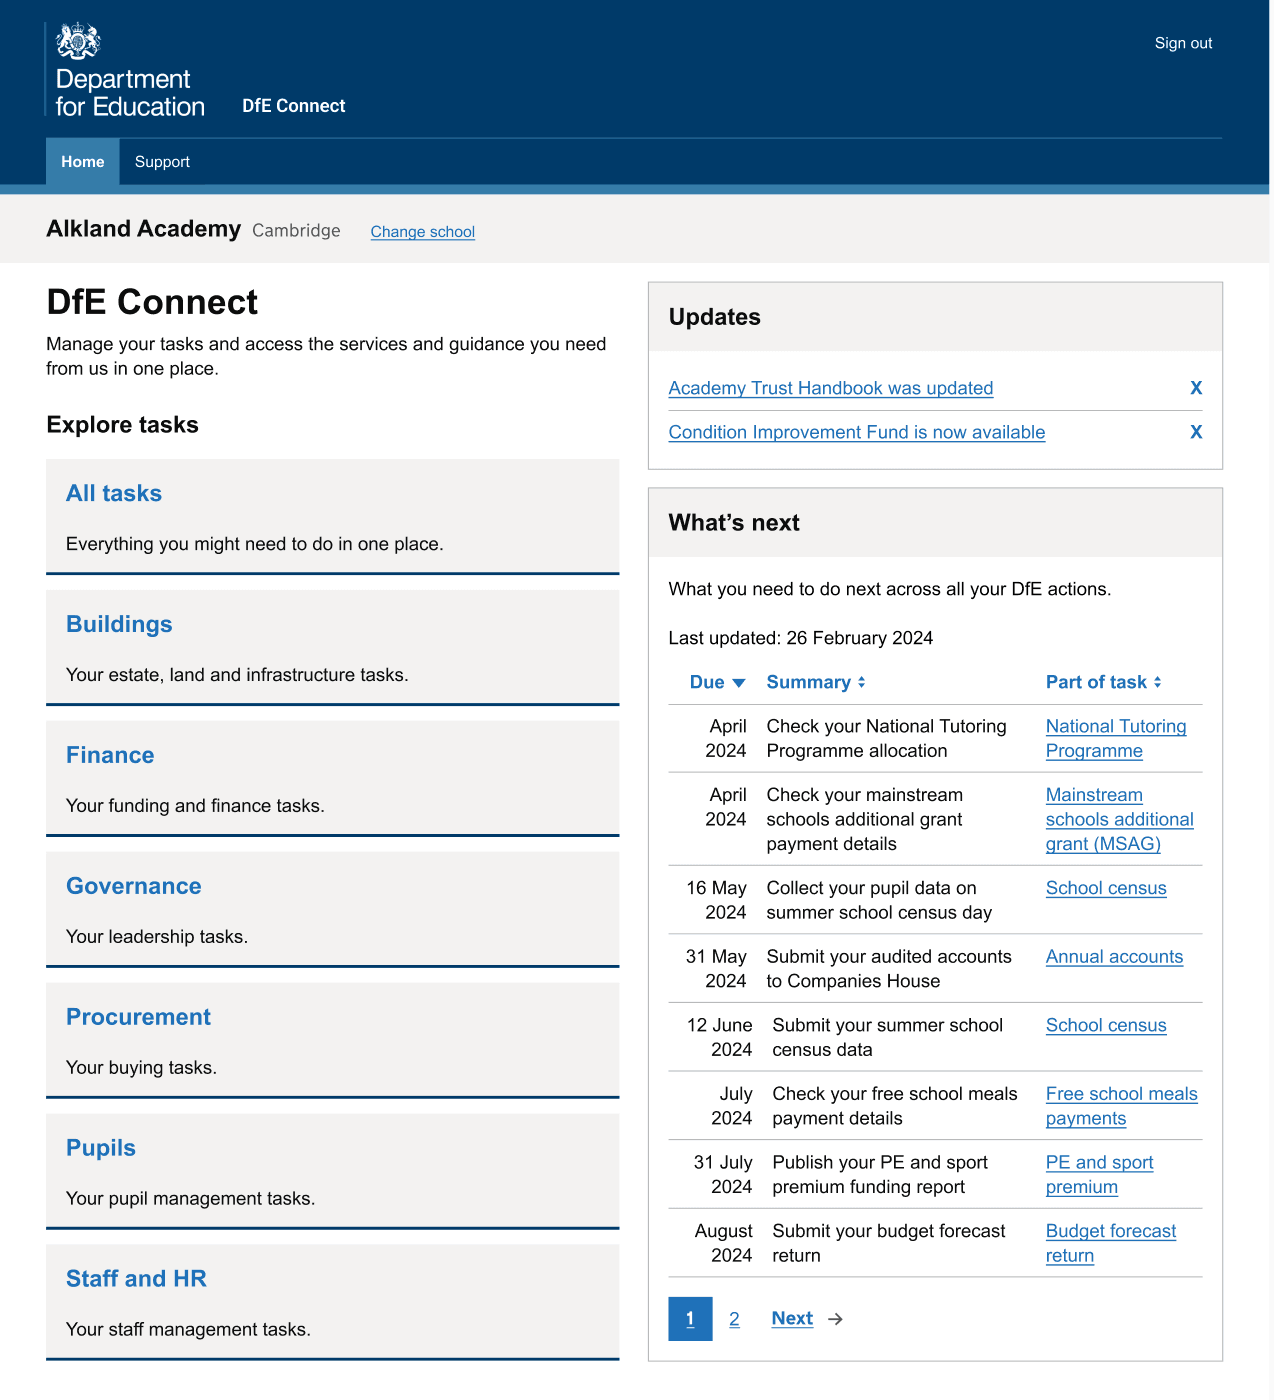 Sign out
Department
for Education
DfE Connect
Home
Support
Alkland Academy Cambridge Change school
DfE Connect
Manage your tasks and access the services and guidance you need
from us in one place.
Explore tasks
All tasks
Everything you might need to do in one place.
Buildings
Your estate, land and infrastructure tasks.
Finance
Your funding and finance tasks.
Governance
Your leadership tasks.
Procurement
Your buying tasks.
Pupils
Your pupil management tasks.
Staff and HR
Your staff management tasks.
Updates
Academy Trust Handbook was updated X
Condition Improvement Fund is now available X
What’s next
What you need to do next across all your DfE actions.
Last updated: 26 February 2024
Due Summary Part of task
April Check your National Tutoring National Tutoring
2024 Programme allocation Programme
April Check your mainstream Mainstream
2024 schools additional grant schools additional
payment details grant (MSAG)
16 May Collect your pupil data on School census
2024 summer school census day
31 May Submit your audited accounts Annual accounts
2024 to Companies House
12 June Submit your summer school School census
2024 census data
July Check your free school meals Free school meals
2024 payment details payments
31 July Publish your PE and sport PE and sport
2024 premium funding report premium
August Submit your budget forecast Budget forecast
2024 return return
1 2 Next